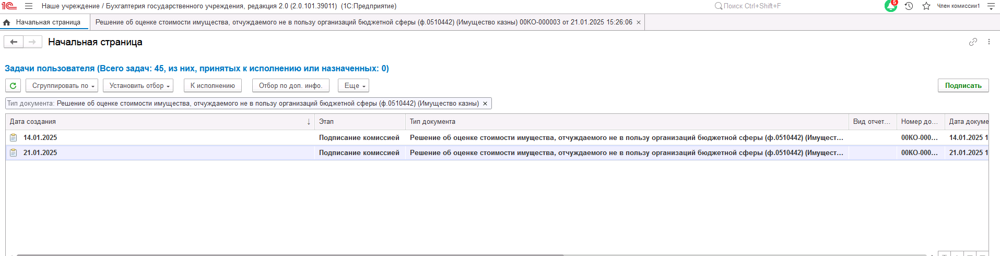 1С Наше учреждение / Бухгалтерия государственного учреждения, редакция 2.0 (2.0.101.39011) (1С:Предприятие) Поиск Ctrl+Shift+F 5 Член комиссии1
Начальная страница Решение об оценке стоимости имущества, отчуждаемого не в пользу организаций бюджетной сферы (ф.0510442) (Имущество казны) 00КО-000003 от 21.01.2025 15:26:06 ×
Начальная страница
Задачи пользователя (Всего задач: 45, из них, принятых к исполнению или назначенных: 0)
Сгруппировать по Установить отбор К исполнению Отбор по доп. инфо. Еще Подписать
Тип документа: Решение об оценке стоимости имущества, отчуждаемого не в пользу организаций бюджетной сферы (ф.0510442) (Имущество казны) ×
Дата создания ↓ Этап Тип документа Вид отчет... Номер до... Дата докуме
14.01.2025 Подписание комиссией Решение об оценке стоимости имущества, отчуждаемого не в пользу организаций бюджетной сферы (ф.0510442) (Имущест... 00КО-000... 14.01.2025 1
21.01.2025 Подписание комиссией Решение об оценке стоимости имущества, отчуждаемого не в пользу организаций бюджетной сферы (ф.0510442) (Имущест... 00КО-000... 21.01.2025 1